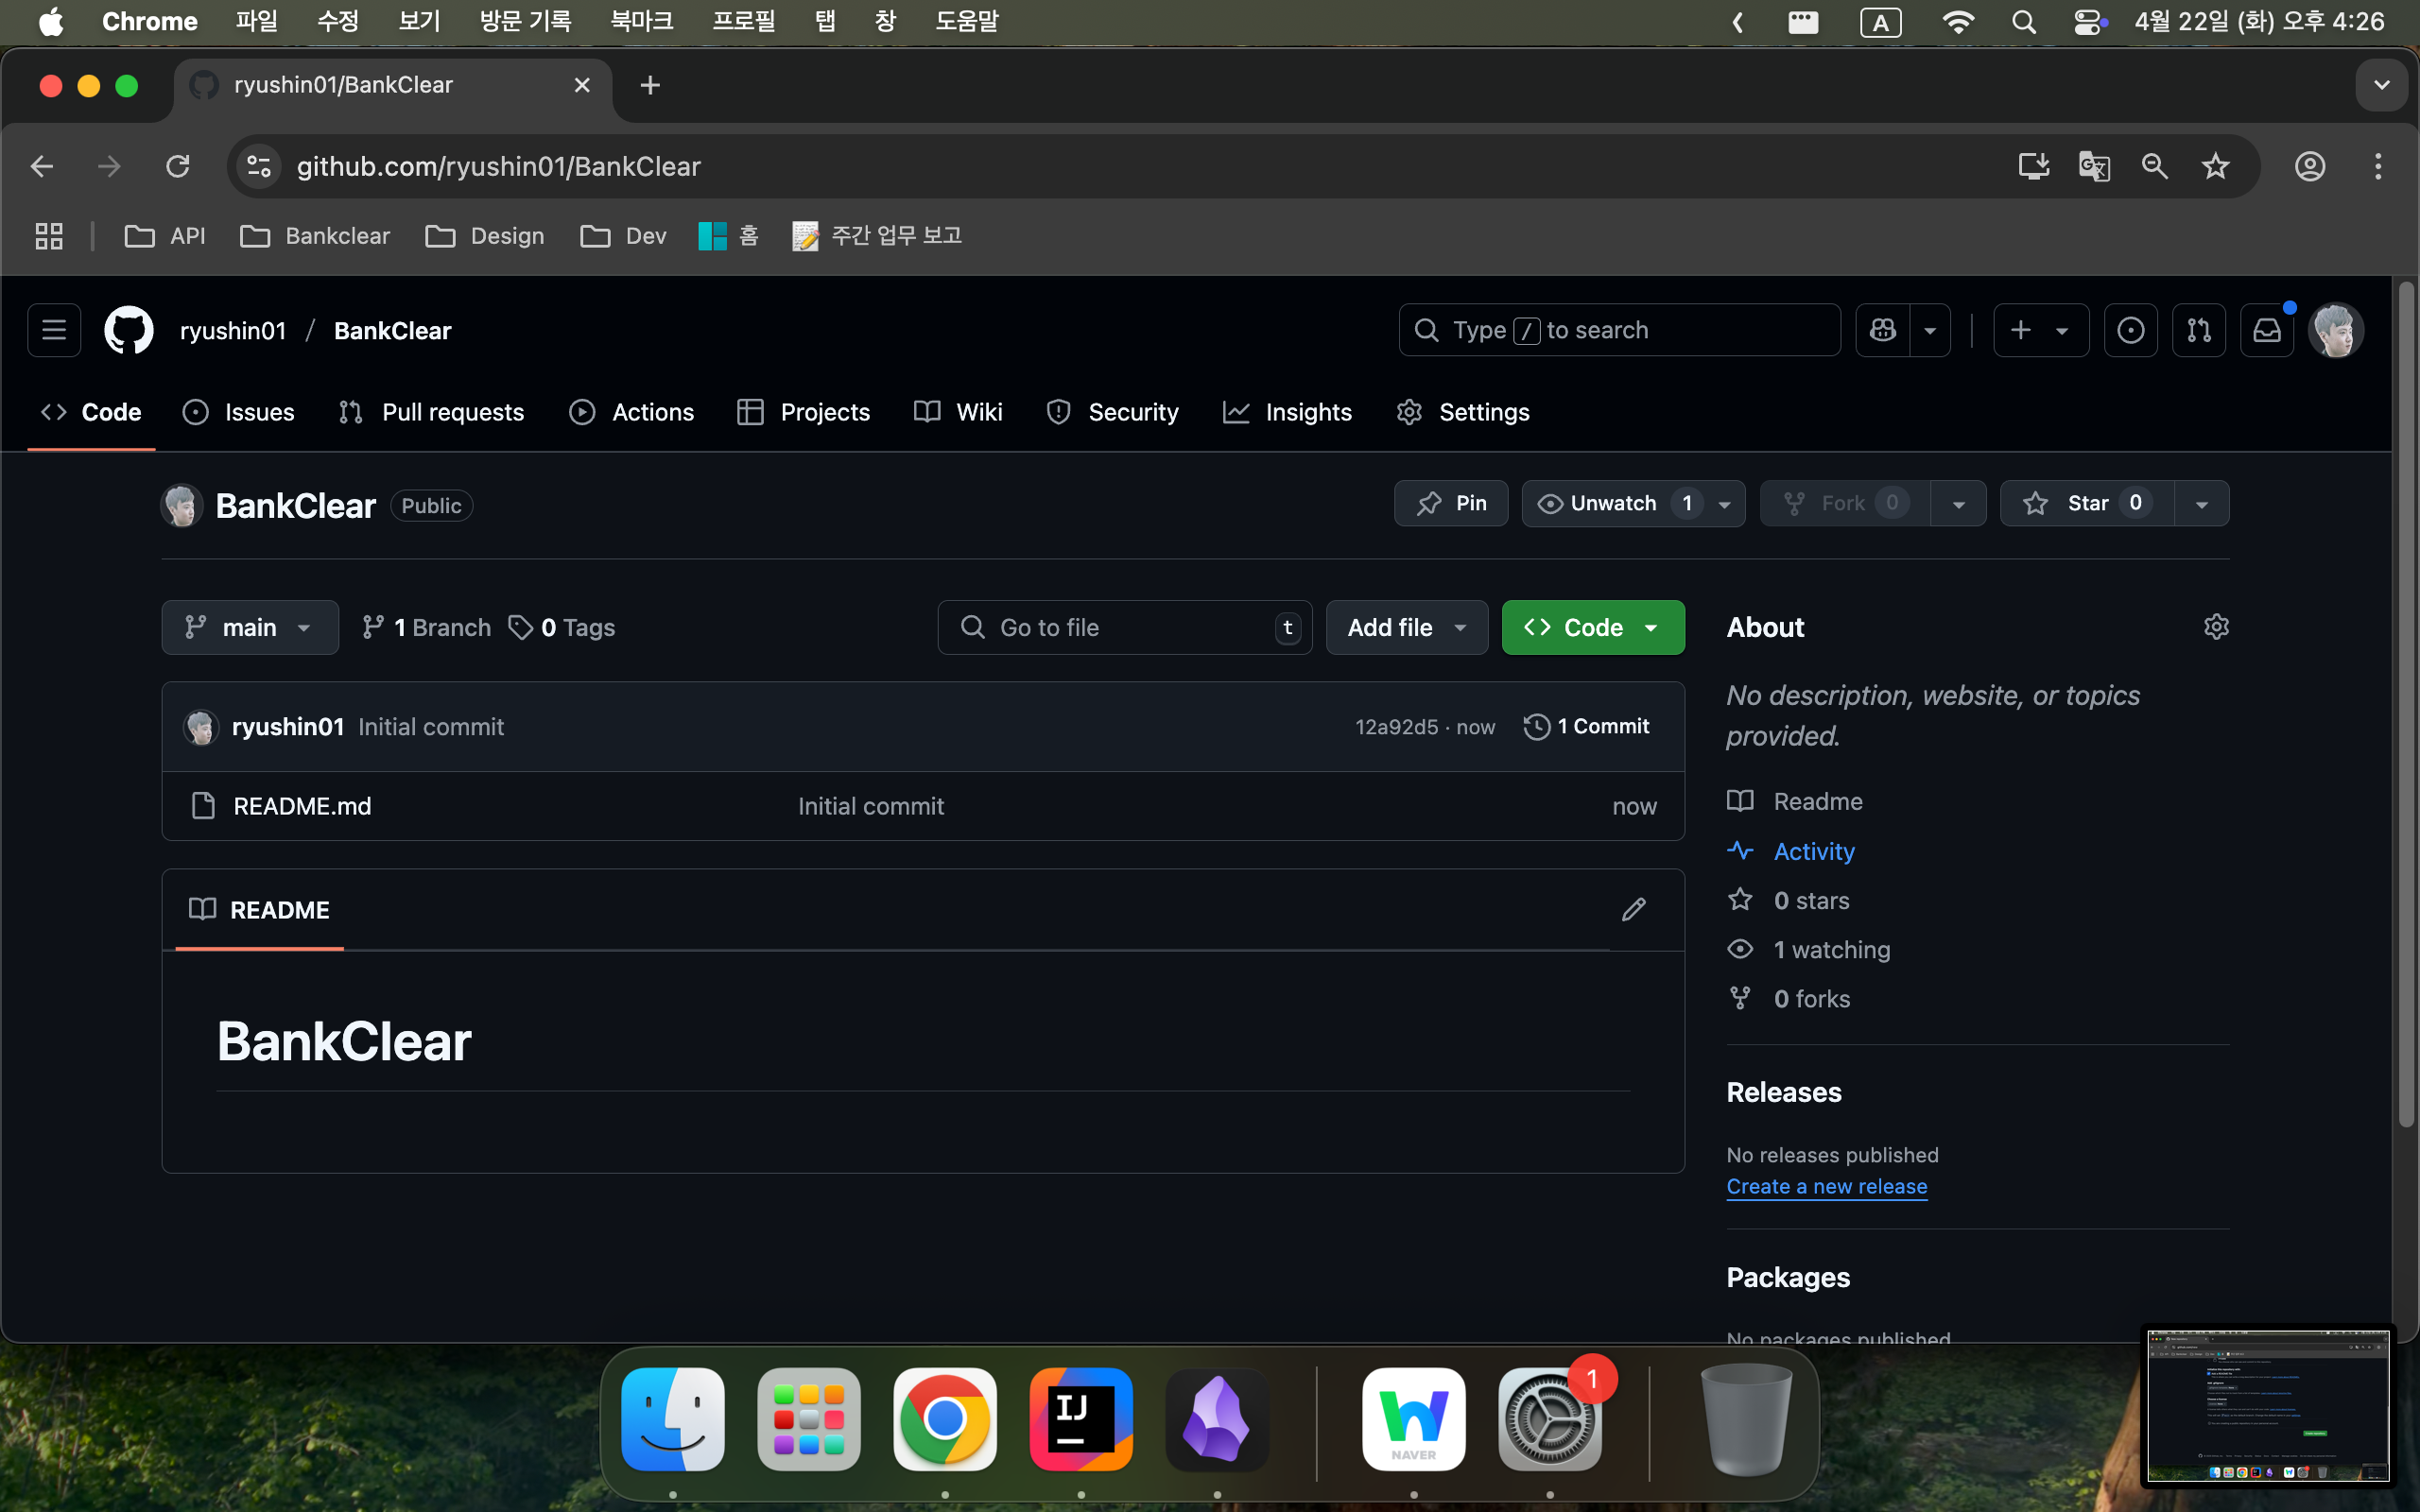 Chrome 파일 수정 보기 방문 기록 북마크 프로필 탭 창 도움말 A 4월 22일 (화) 오후 4:26
ryushin01/BankClear
github.com/ryushin01/BankClear
API Bankclear Design Dev 홈 주간 업무 보고
ryushin01 / BankClear Type / to search
Code Issues Pull requests Actions Projects Wiki Security Insights Settings
BankClear Public Pin Unwatch 1 Fork 0 Star 0
main 1 Branch 0 Tags Go to file t Add file Code
About
No description, website, or topics
provided.
ryushin01 Initial commit 12a92d5 · now 1 Commit
README.md Initial commit now
Readme
Activity
0 stars
1 watching
0 forks
README
BankClear
Releases
No releases published
Create a new release
Packages
No packages published
IJ
NAVER
1